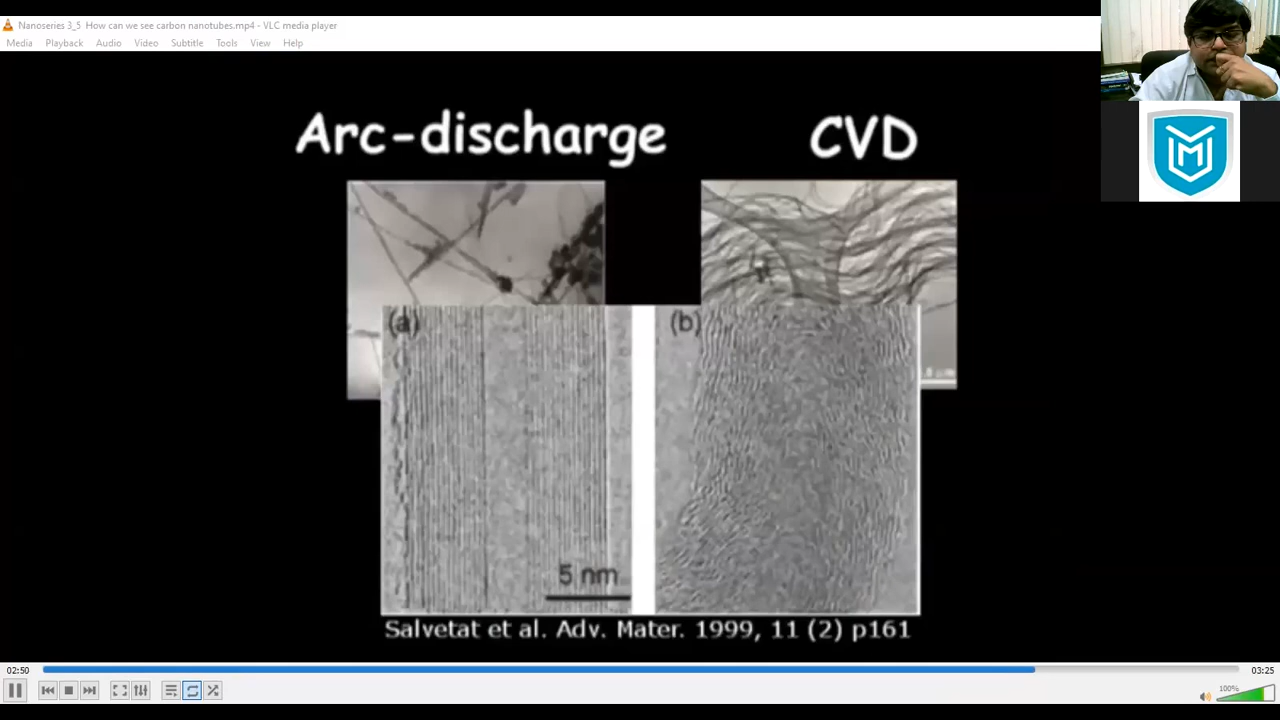 Nanoseries 3_5 How can we see carbon nanotubes.mp4 - VLC media player
Media Playback Audio Video Subtitle Tools View Help
Arc-discharge CVD
(a) (b)
5 nm
Salvetat et al. Adv. Mater. 1999, 11 (2) p161
02:50 03:25
100%